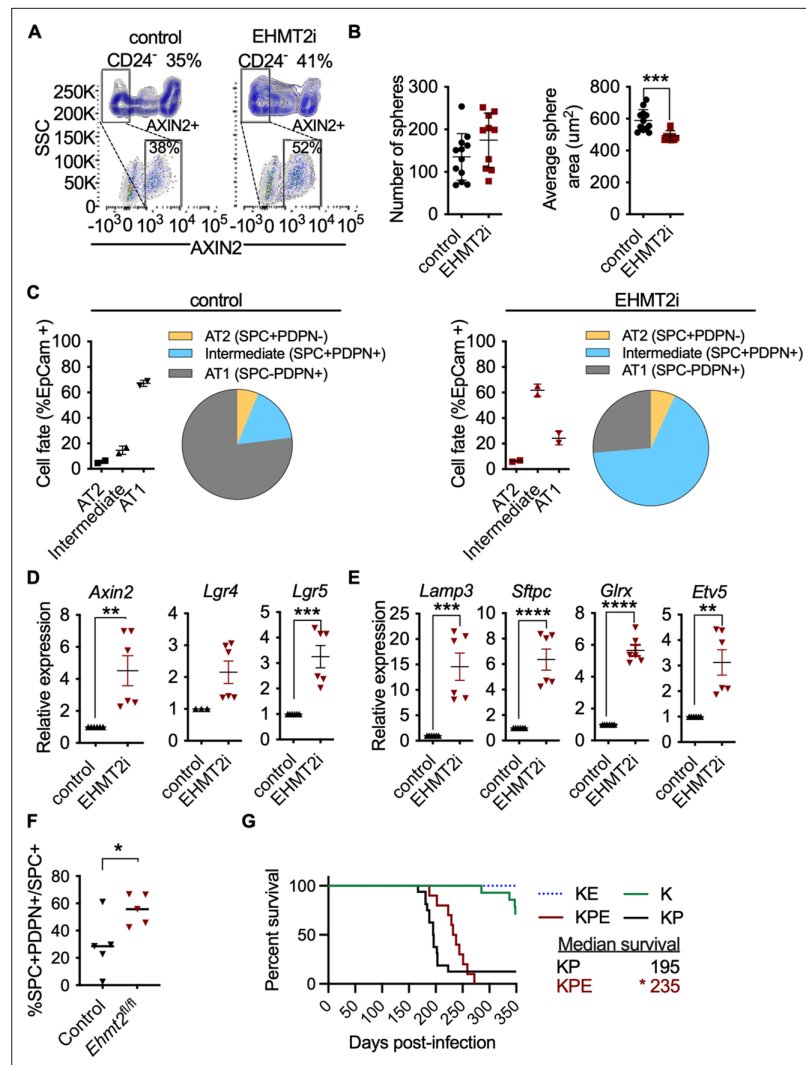 A
control
EHMT2i
CD24- 35%
CD24- 41%
SSC
250K
200K
AXIN2+
AXIN2+
100K
50K
0
38%
52%
-10³ 10³ 10⁴ 10⁵
-10³ 10³ 10⁴ 10⁵
AXIN2
B
Number of spheres
300
200
100
0
control
EHMT2i
Average sphere
area (um²)
800
600
400
200
0
***
control
EHMT2i
C
control
Cell fate (%EpCam +)
100
80
60
40
20
0
AT2
Intermediate
AT1
AT2 (SPC+PDPN-)
Intermediate (SPC+PDPN+)
AT1 (SPC-PDPN+)
EHMT2i
Cell fate (%EpCam +)
100
80
60
40
20
0
AT2
Intermediate
AT1
AT2 (SPC+PDPN-)
Intermediate (SPC+PDPN+)
AT1 (SPC-PDPN+)
D
Relative expression
Axin2
8
6
4
2
0
**
control
EHMT2i
Lgr4
4
3
2
1
0
control
EHMT2i
Lgr5
5
4
3
2
1
0
***
control
EHMT2i
E
Relative expression
Lamp3
25
20
15
10
5
0
***
control
EHMT2i
Sftpc
10
8
6
4
2
0
****
control
EHMT2i
Glrx
10
8
6
4
2
0
****
control
EHMT2i
Etv5
5
4
3
2
1
0
**
control
EHMT2i
F
%SPC+PDPN+/SPC+
80
60
40
20
0
*
Control
Ehmt2fl/fl
G
Percent survival
100
50
0
0
50
100
150
200
250
300
350
Days post-infection
KE
K
KPE
KP
Median survival
KP 195
KPE * 235